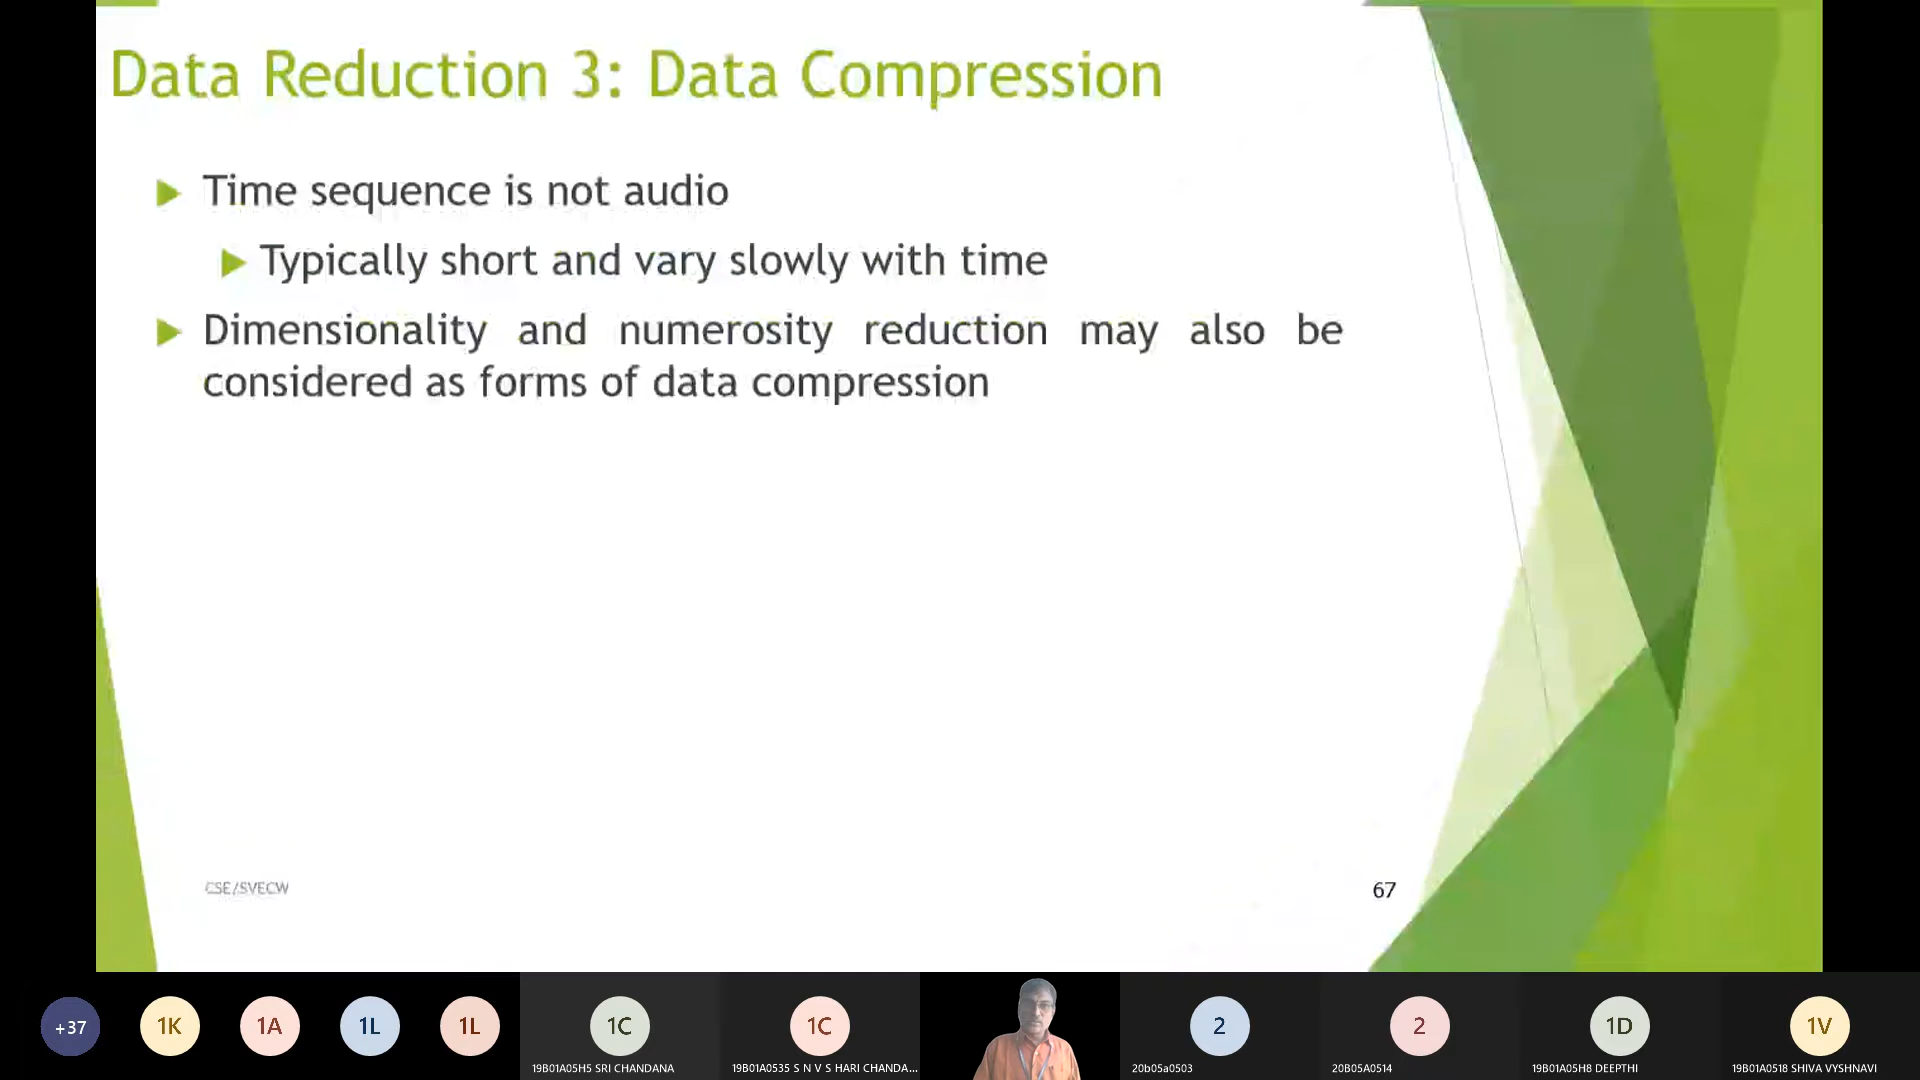 Data Reduction 3: Data Compression
Time sequence is not audio
Typically short and vary slowly with time
Dimensionality and numerosity reduction may also be
considered as forms of data compression
CSE/SVECW
67
+37
1K
1A
1L
1L
1C
1C
2
2
1D
1V
19B01A05H5 SRI CHANDANA
19B01A0535 S N V S HARI CHANDA...
20b05a0503
20B05A0514
19B01A05H8 DEEPTHI
19B01A0518 SHIVA VYSHNAVI